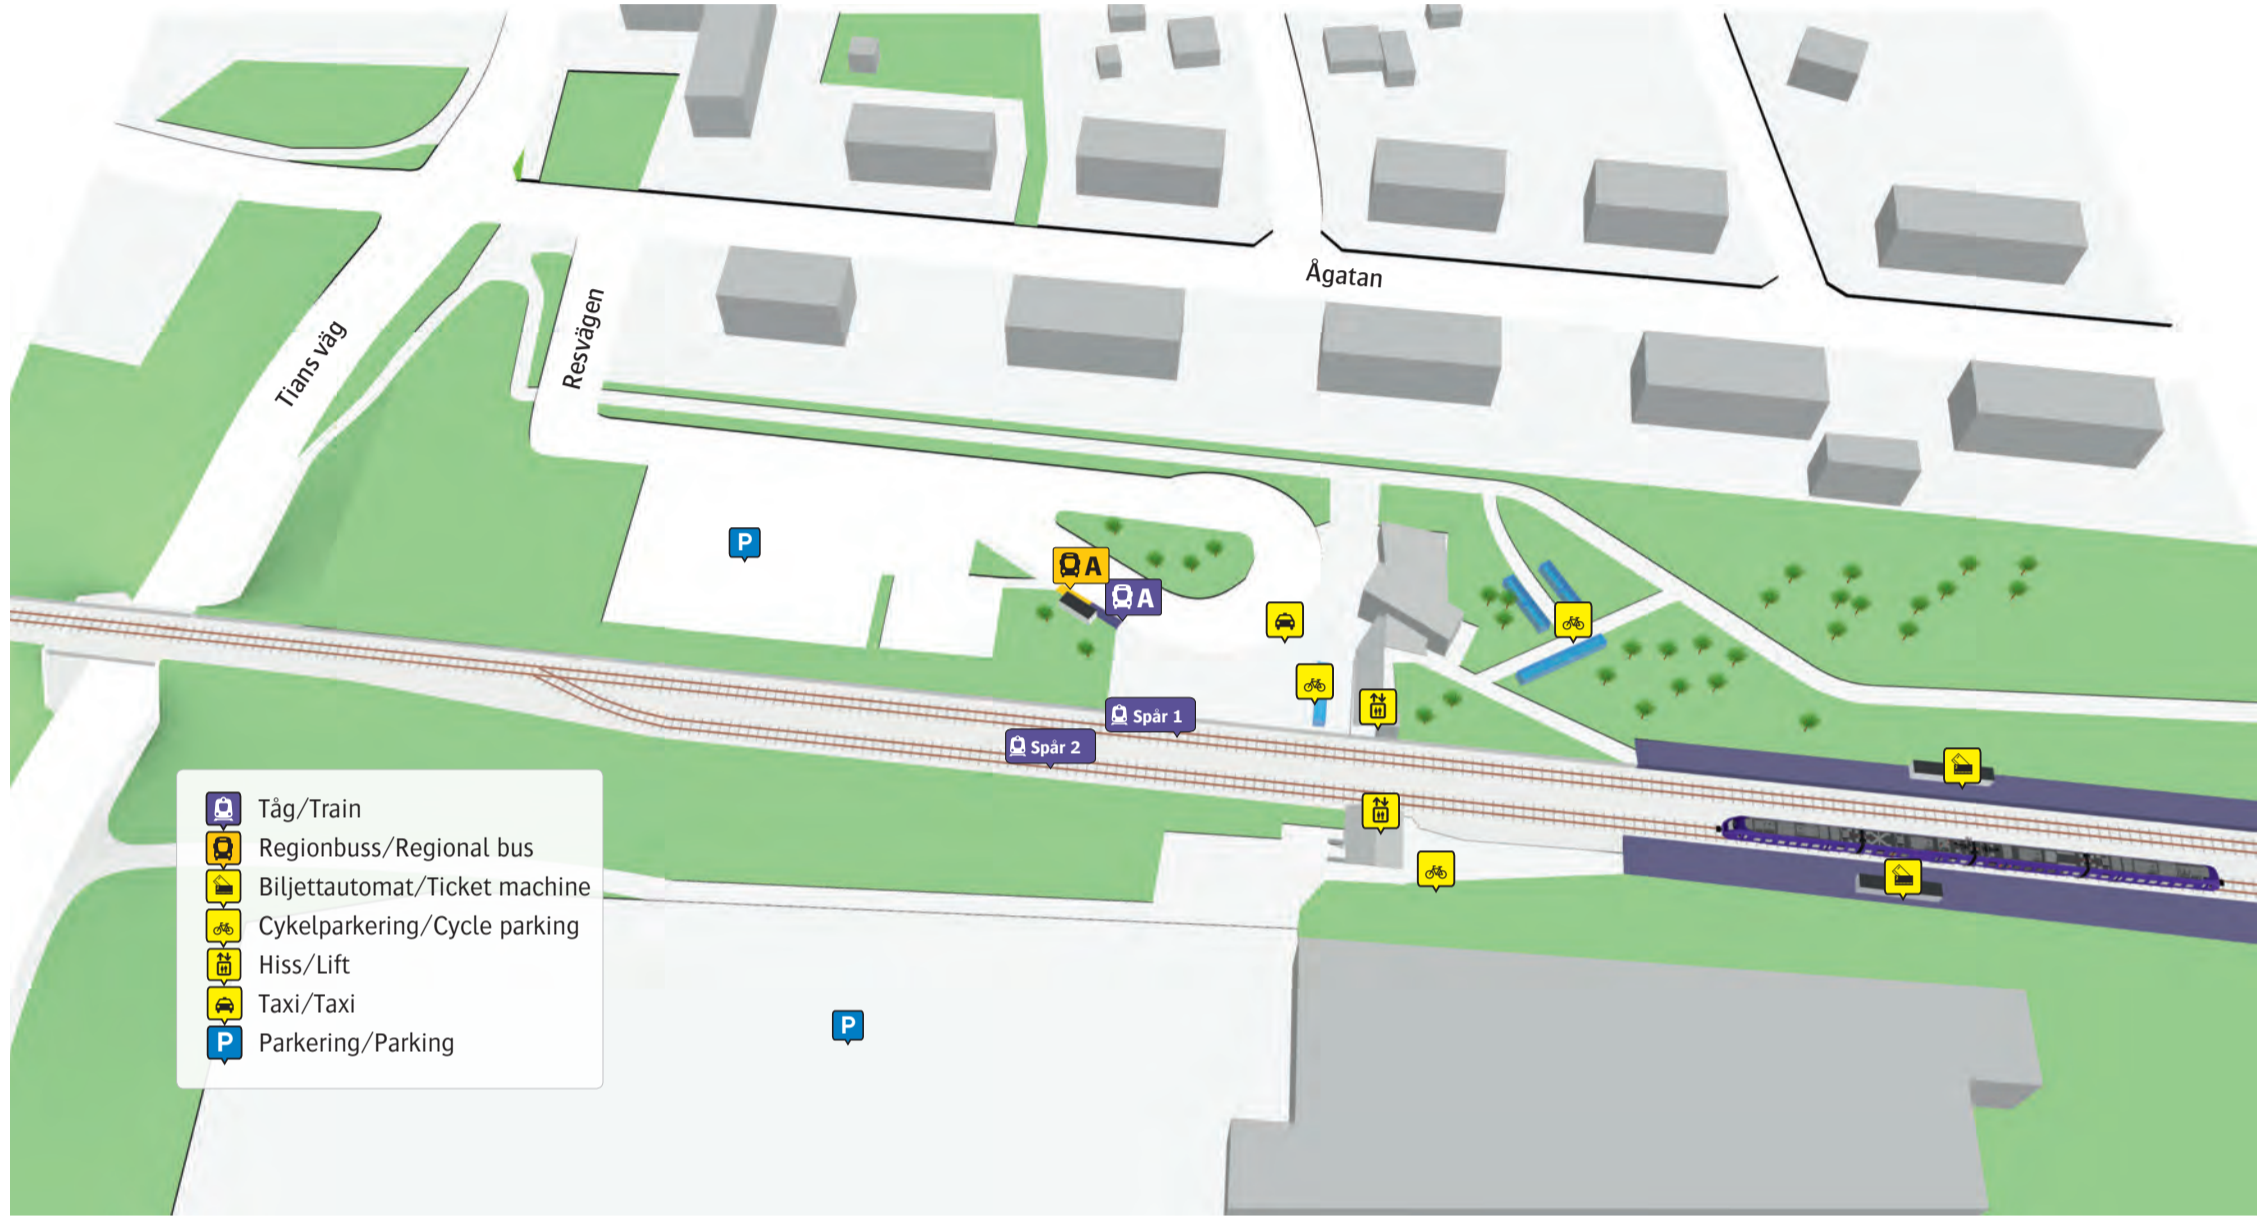 Ågatan
Tians väg
Resvägen
P
A
A
Spår 1
Spår 2
Tåg/Train
Regionbuss/Regional bus
Biljettautomat/Ticket machine
Cykelparkering/Cycle parking
Hiss/Lift
Taxi/Taxi
P Parkering/Parking
P